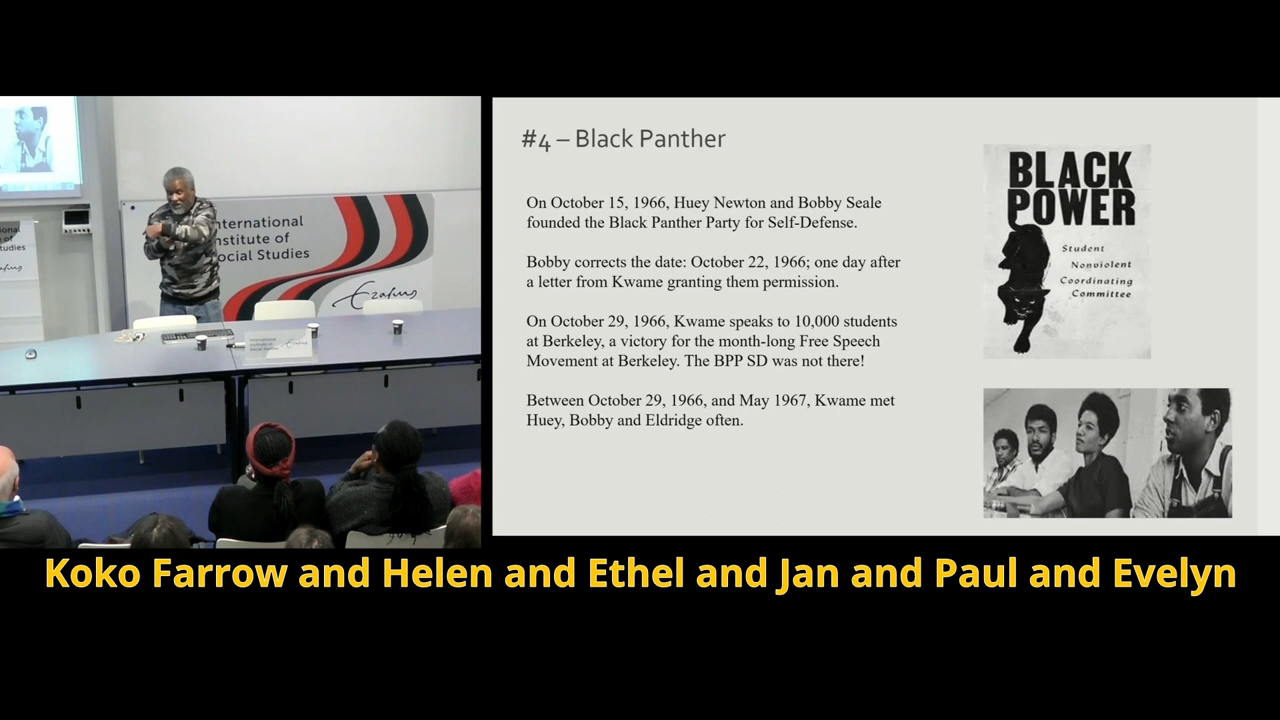 International
Institute of
Social Studies
Erasmus
#4 – Black Panther
On October 15, 1966, Huey Newton and Bobby Seale
founded the Black Panther Party for Self-Defense.
Bobby corrects the date: October 22, 1966; one day after
a letter from Kwame granting them permission.
On October 29, 1966, Kwame speaks to 10,000 students
at Berkeley, a victory for the month-long Free Speech
Movement at Berkeley. The BPP SD was not there!
Between October 29, 1966, and May 1967, Kwame met
Huey, Bobby and Eldridge often.
BLACK
POWER
Student
Nonviolent
Coordinating
Committee
Koko Farrow and Helen and Ethel and Jan and Paul and Evelyn